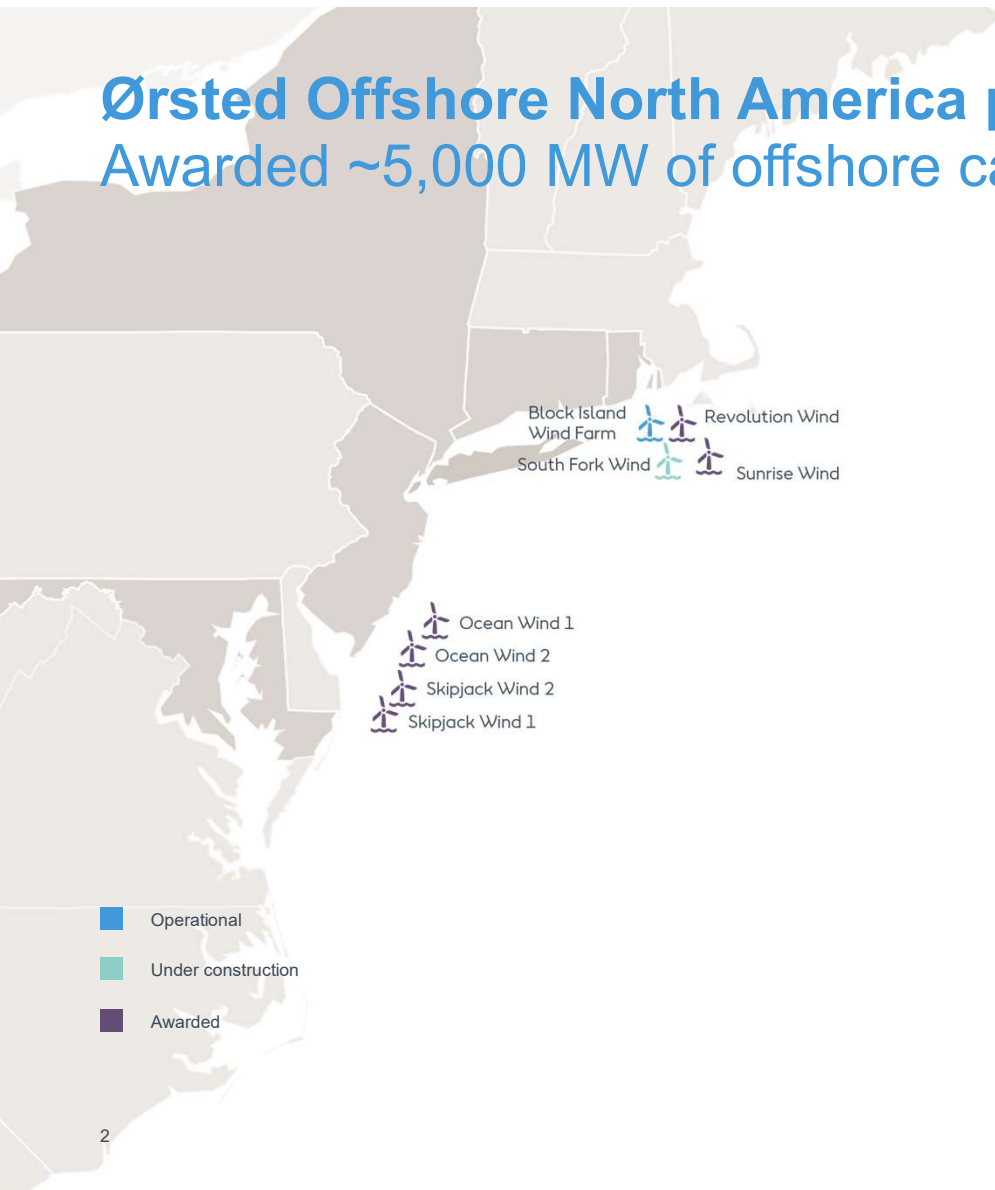 Ørsted Offshore North America p
Awarded ~5,000 MW of offshore ca
Block Island
Wind Farm
Revolution Wind
South Fork Wind
Sunrise Wind
Ocean Wind 1
Ocean Wind 2
Skipjack Wind 2
Skipjack Wind 1
Operational
Under construction
Awarded
2